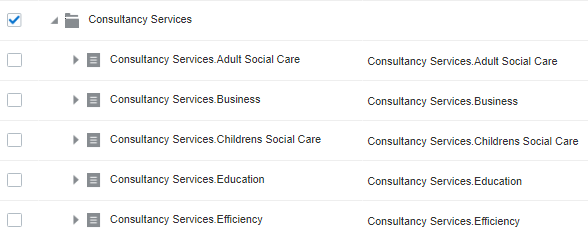 Consultancy Services
Consultancy Services.Adult Social Care Consultancy Services.Adult Social Care
Consultancy Services.Business Consultancy Services.Business
Consultancy Services.Childrens Social Care Consultancy Services.Childrens Social Care
Consultancy Services.Education Consultancy Services.Education
Consultancy Services.Efficiency Consultancy Services.Efficiency